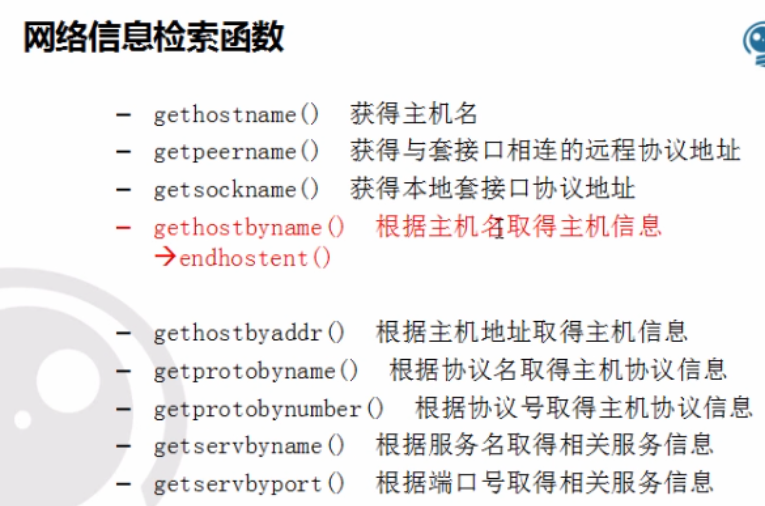 网络信息检索函数
– gethostname() 获得主机名
– getpeername() 获得与套接口相连的远程协议地址
– getsockname() 获得本地套接口协议地址
– gethostbyname() 根据主机名取得主机信息
→endhostent()
– gethostbyaddr() 根据主机地址取得主机信息
– getprotobyname() 根据协议名取得主机协议信息
– getprotobynumber() 根据协议号取得主机协议信息
– getservbyname() 根据服务名取得相关服务信息
– getservbyport() 根据端口号取得相关服务信息